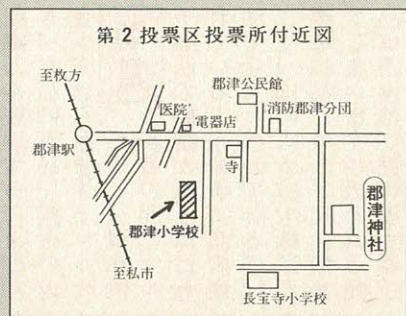 第2投票区投票所付近図
至枚方
郡津公民館
医院
消防郡津分団
電器店
郡津駅
寺
郡津神社
郡津小学校
至私市
長宝寺小学校